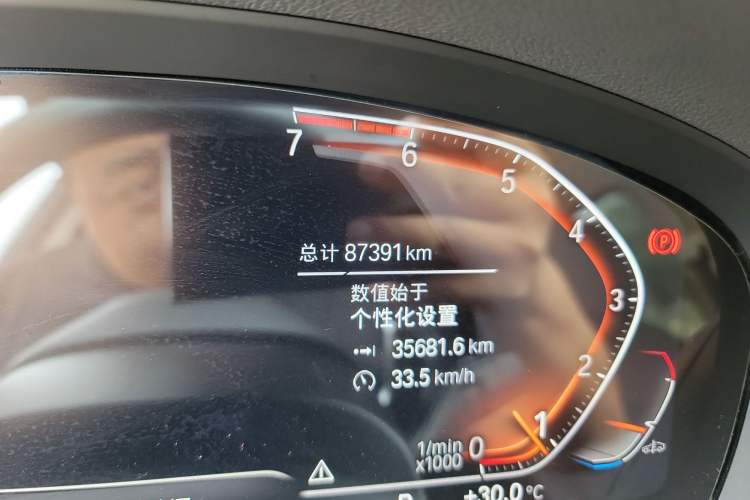 7
6
5
4
总计 87391 km
P
数值始于
3
个性化设置
35681.6 km
2
33.5 km/h
1
1/min 0
x1000
+30.0 °C